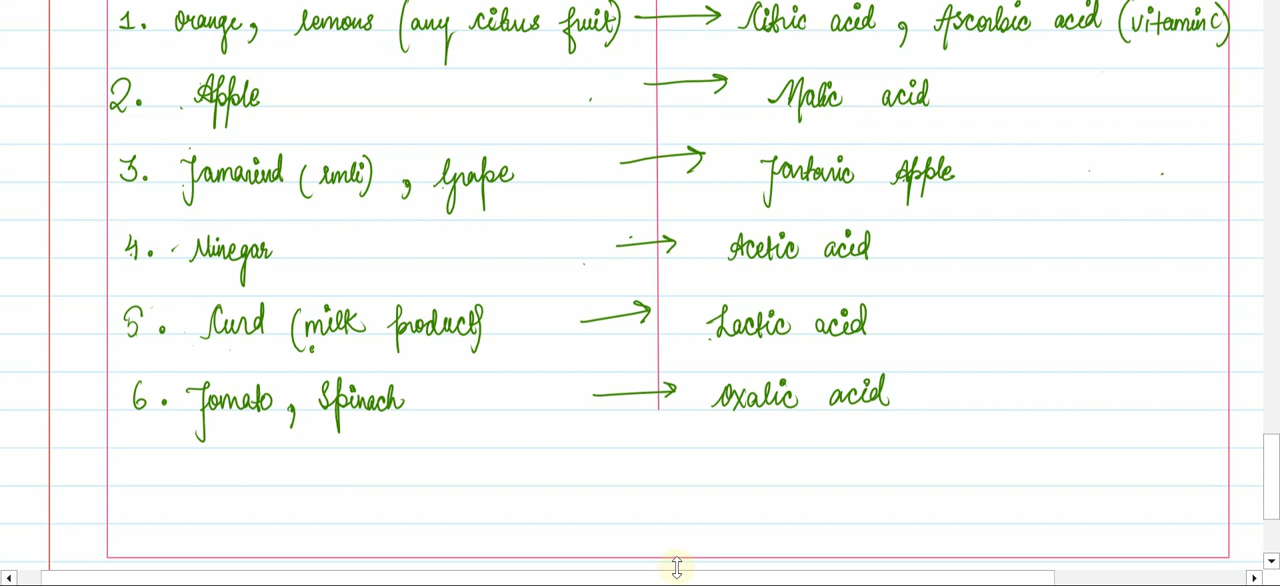 1. Orange, lemons (any citrus fruit) → Citric acid, Ascorbic acid (vitamin C)
2. Apple → Malic acid
3. Tamarind (imli), Grape → Tartaric Apple
4. Vinegar → Acetic acid
5. Curd (milk product) → Lactic acid
6. Tomato, Spinach → Oxalic acid